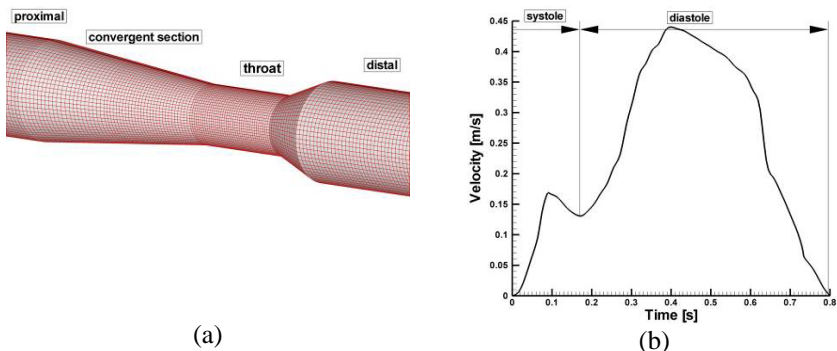 proximal
convergent section
throat
distal
(a)
systole
diastole
Velocity [m/s]
0.45
0.4
0.35
0.3
0.25
0.2
0.15
0.1
0.05
0
0
0.1
0.2
0.3
0.4
0.5
0.6
0.7
0.8
Time [s]
(b)